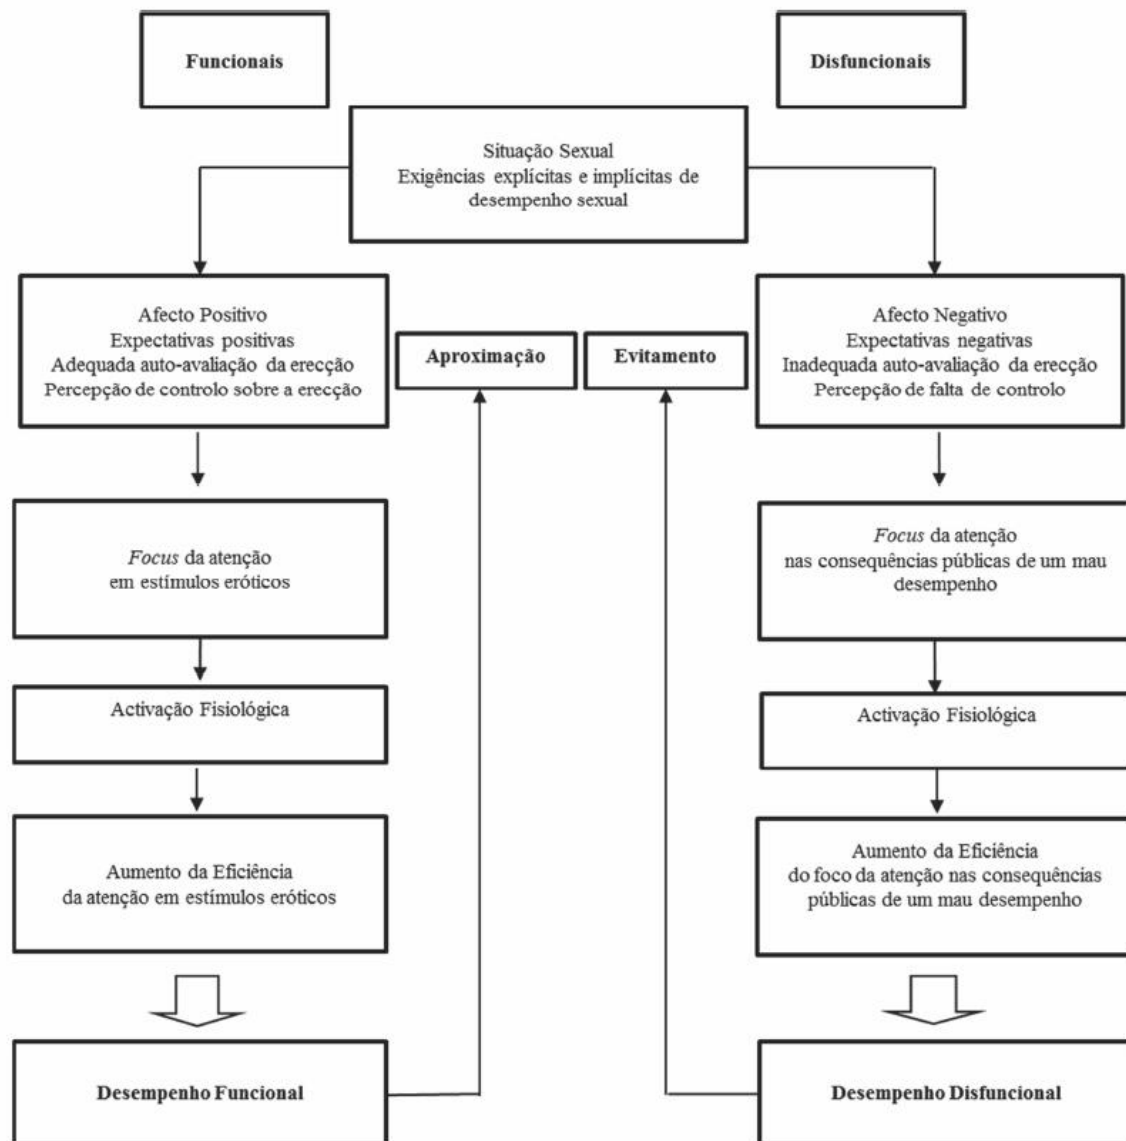 Funcionais
Disfuncionais
Situação Sexual
Exigências explícitas e implícitas de
desempenho sexual
Afecto Positivo
Expectativas positivas
Adequada auto-avaliação da erecção
Percepção de controlo sobre a erecção
Aproximação
Evitamento
Afecto Negativo
Expectativas negativas
Inadequada auto-avaliação da erecção
Percepção de falta de controlo
Focus da atenção
em estímulos eróticos
Focus da atenção
nas consequências públicas de um mau
desempenho
Activação Fisiológica
Activação Fisiológica
Aumento da Eficiência
da atenção em estímulos eróticos
Aumento da Eficiência
do foco da atenção nas consequências
públicas de um mau desempenho
Desempenho Funcional
Desempenho Disfuncional